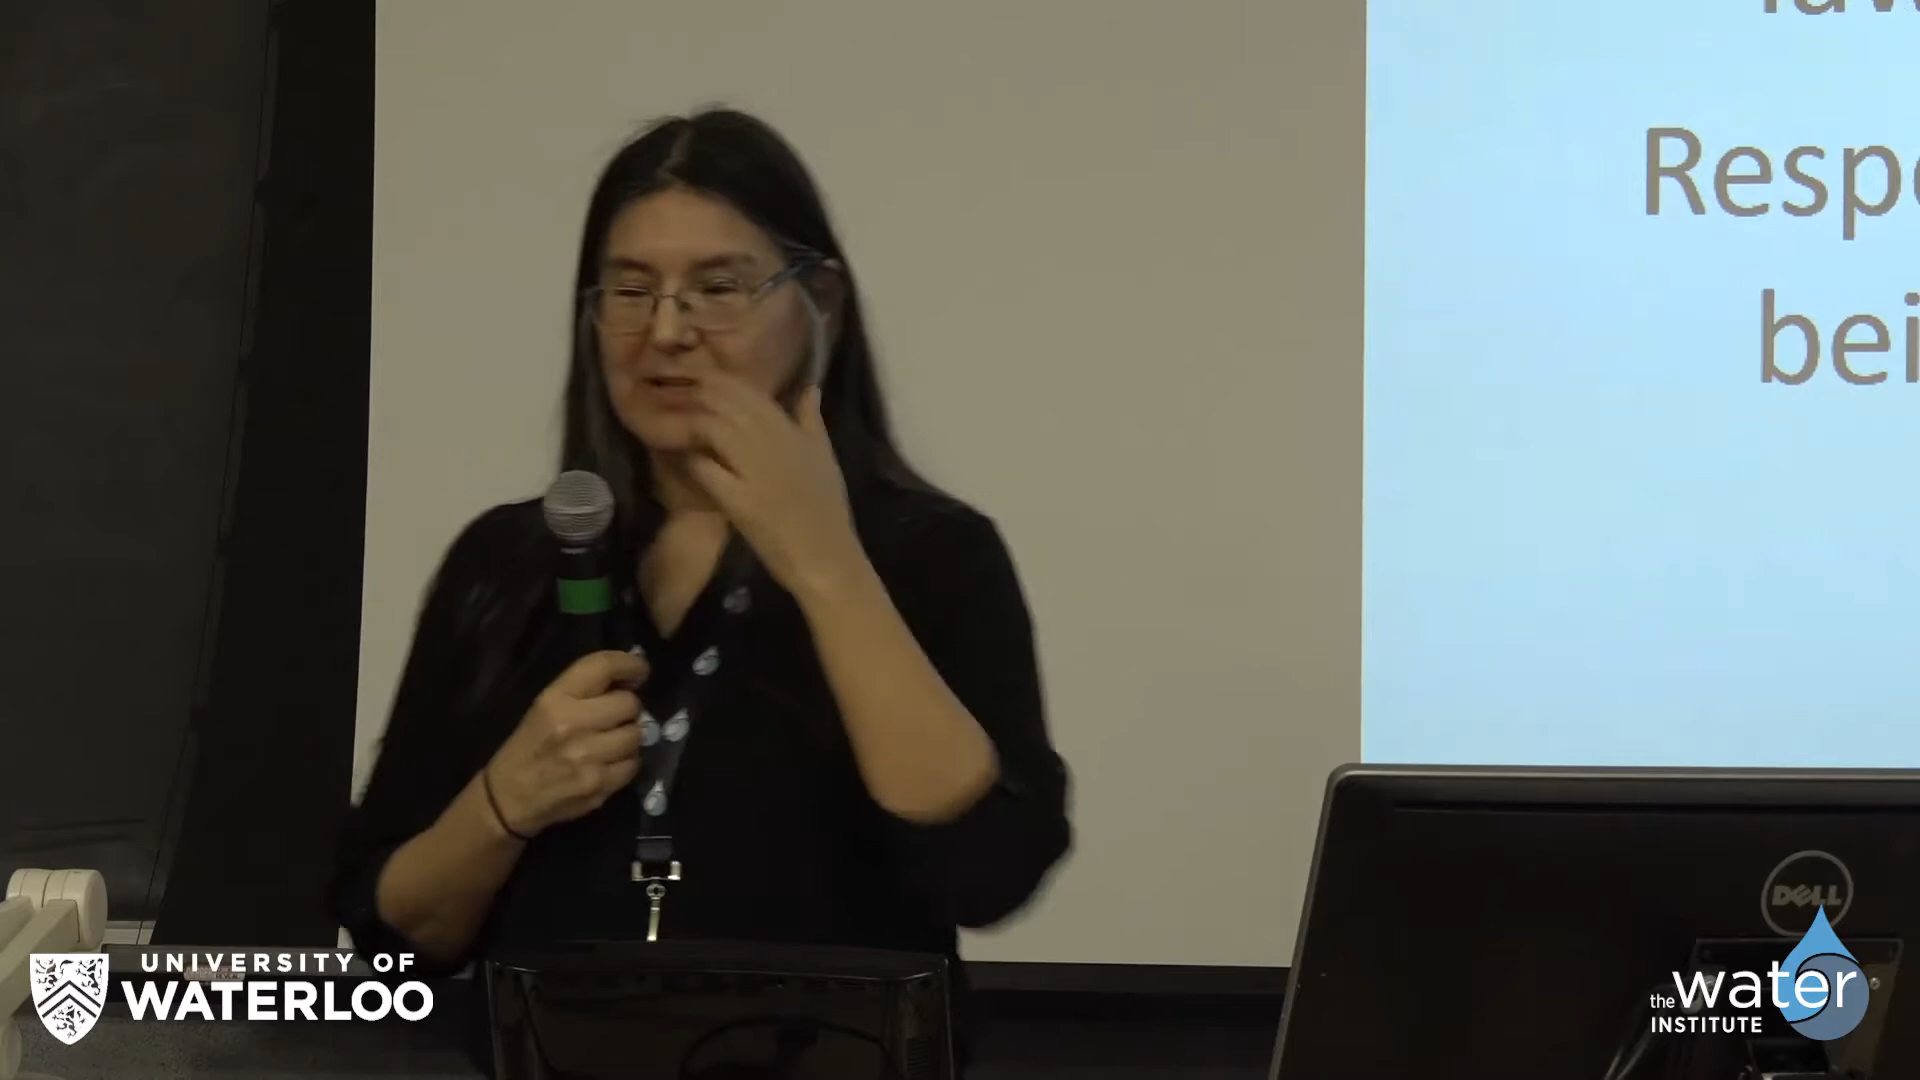 Resp
bei
DELL
UNIVERSITY OF
WATERLOO
the water
INSTITUTE